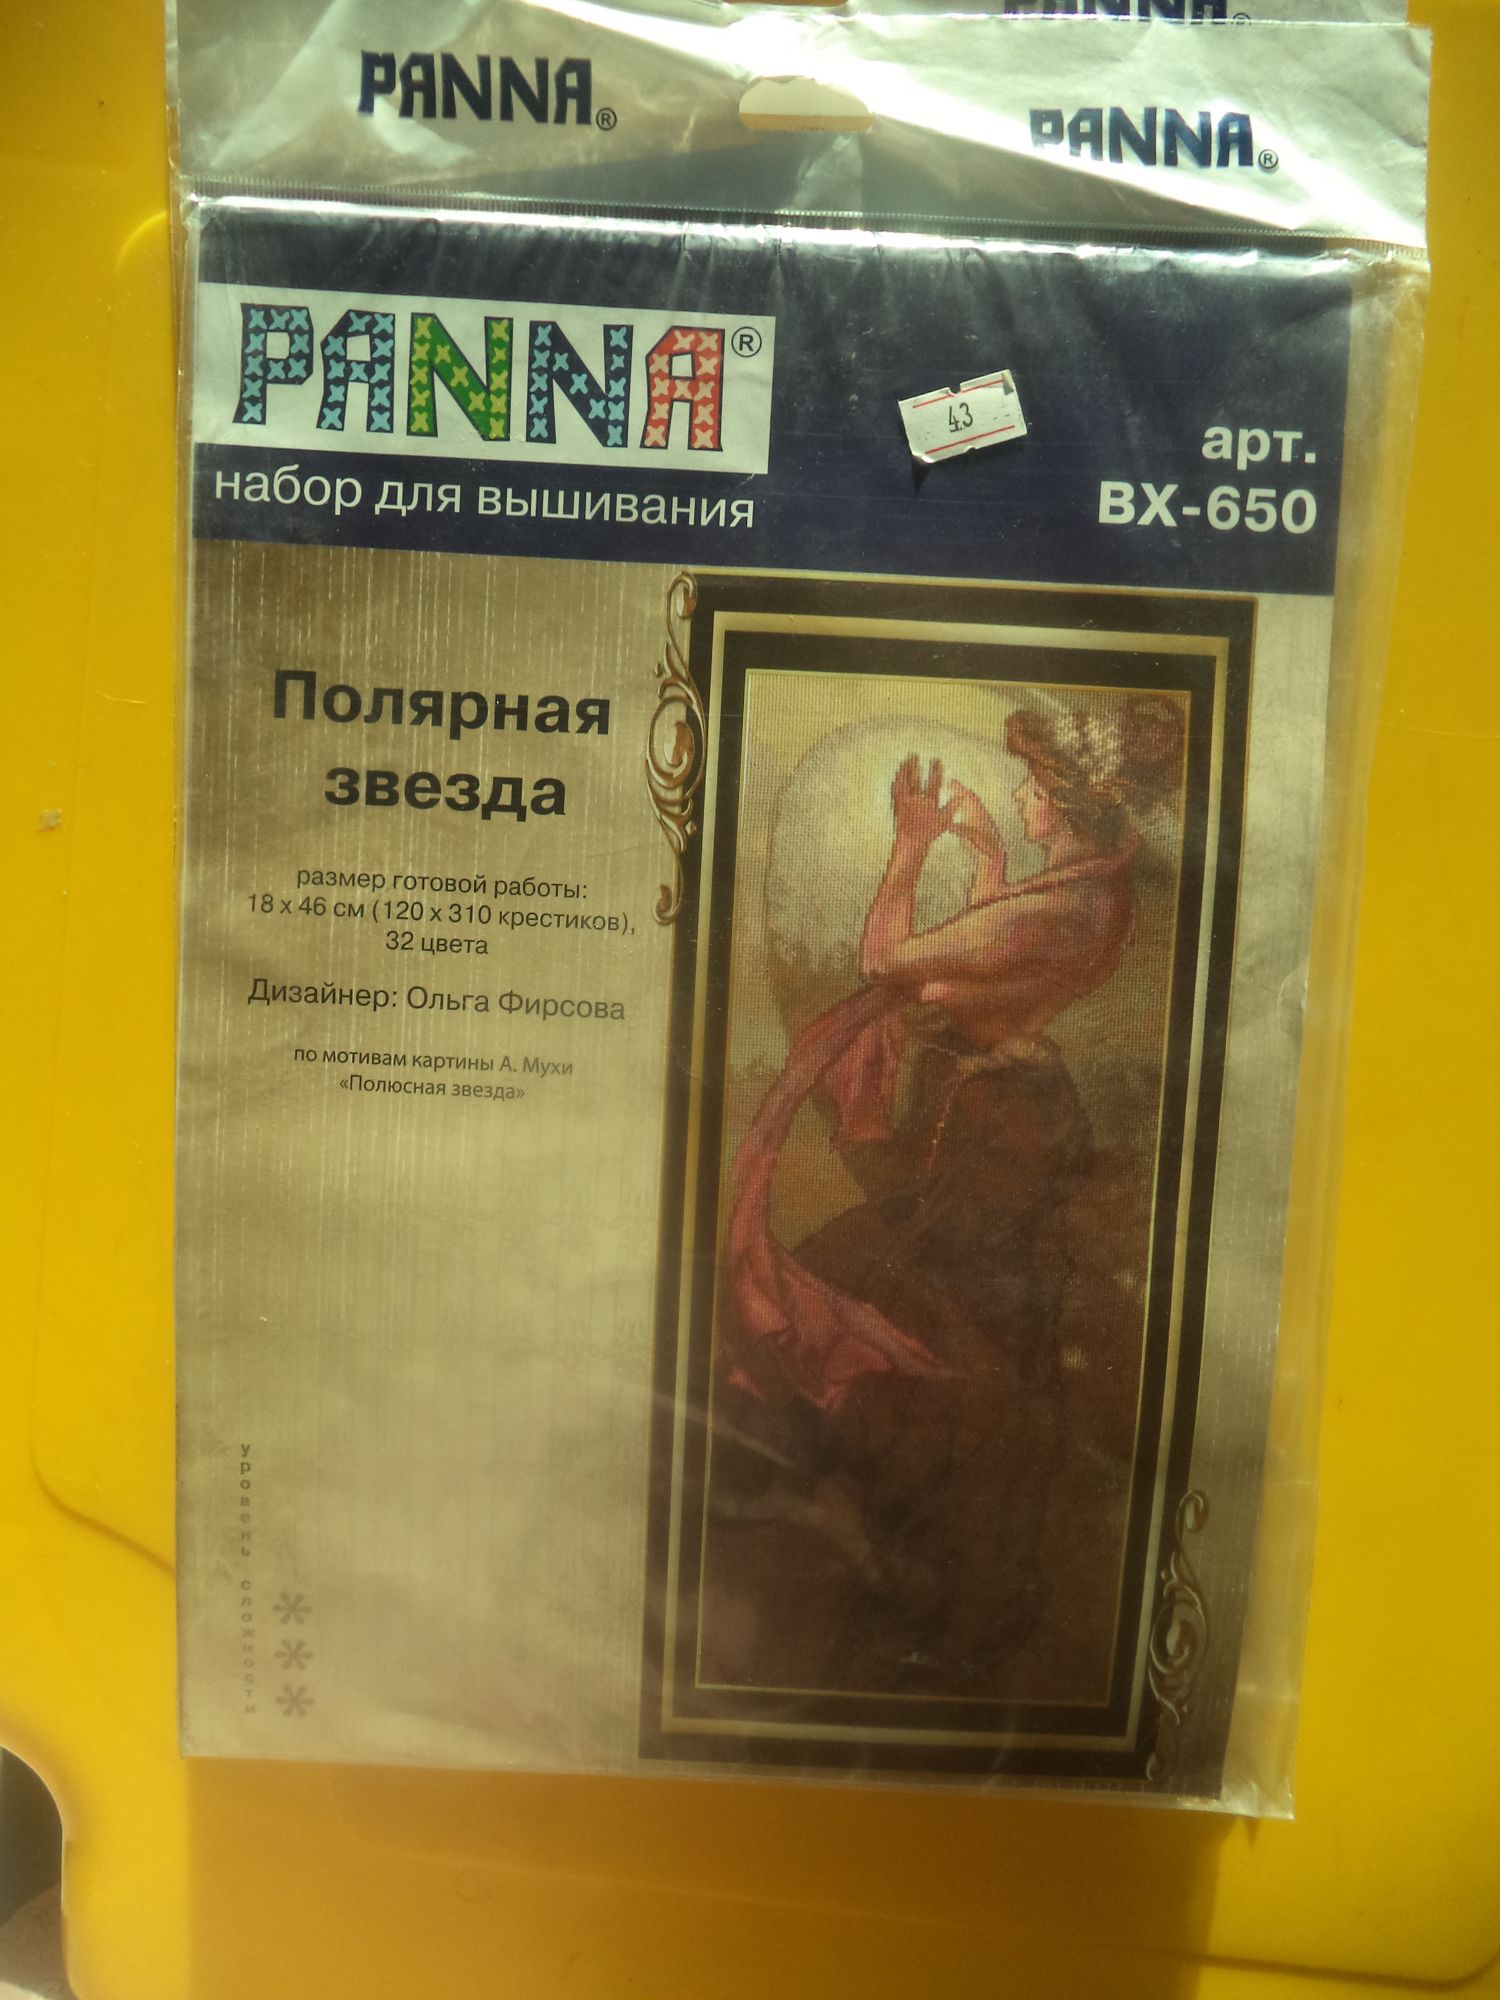 PANNA
PANNA®
PANNA®
PANNA®
набор для вышивания
43
арт.
ВХ-650
Полярная
звезда
размер готовой работы:
18 х 46 см (120 х 310 крестиков),
32 цвета
Дизайнер: Ольга Фирсова
по мотивам картины А. Мухи
«Полюсная звезда»
уровень сложности